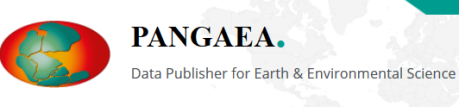 PANGAEA.
Data Publisher for Earth & Environmental Science